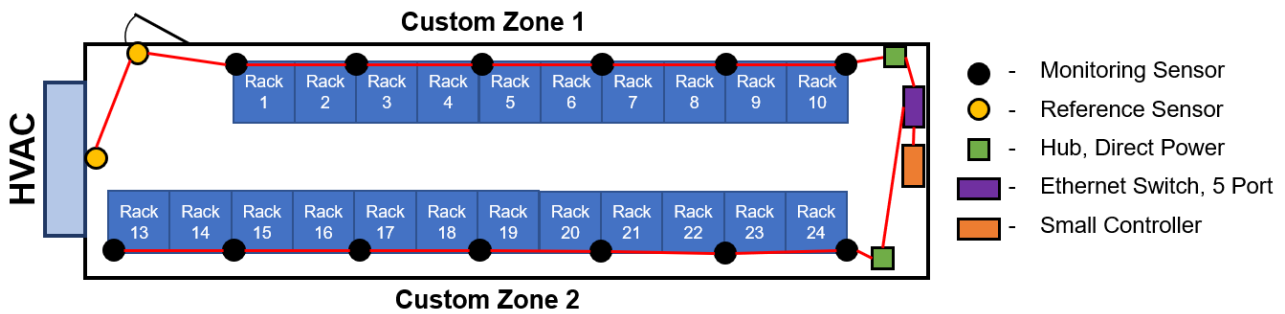 Custom Zone 1
HVAC
Rack
1
Rack
2
Rack
3
Rack
4
Rack
5
Rack
6
Rack
7
Rack
8
Rack
9
Rack
10
Rack
13
Rack
14
Rack
15
Rack
16
Rack
17
Rack
18
Rack
19
Rack
20
Rack
21
Rack
22
Rack
23
Rack
24
Custom Zone 2
- Monitoring Sensor
- Reference Sensor
- Hub, Direct Power
- Ethernet Switch, 5 Port
- Small Controller